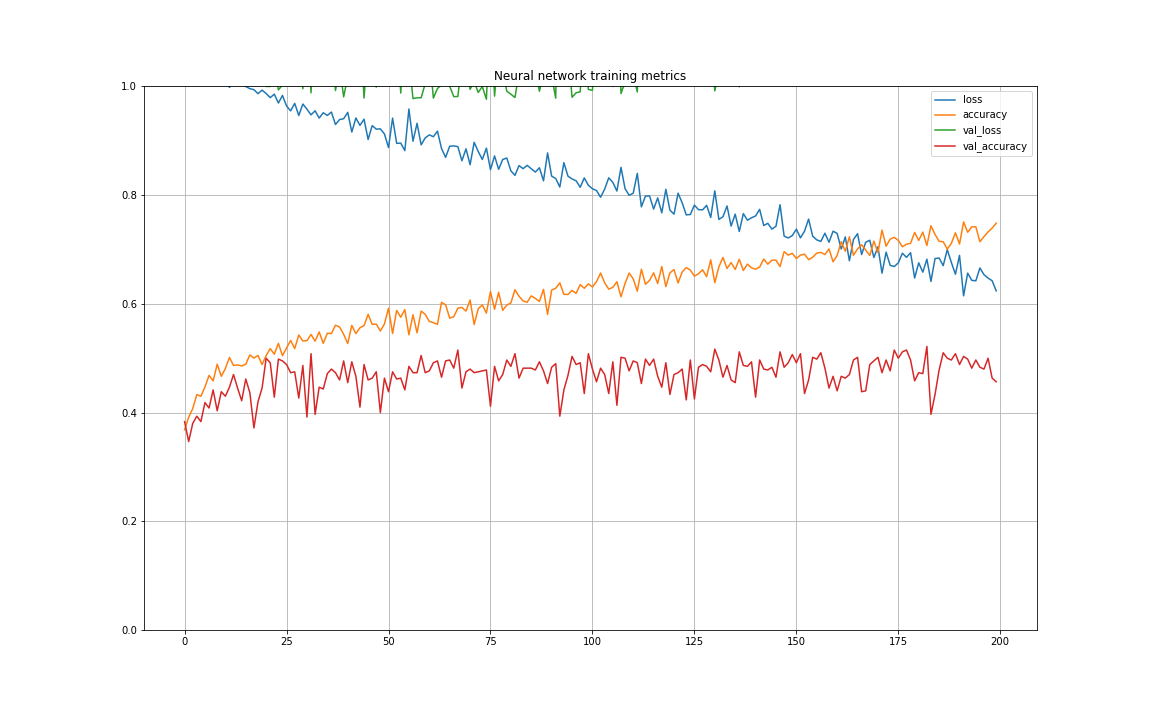 Neural network training metrics
1.0
loss
accuracy
val_loss
val_accuracy
0.8
0.6
0.4
0.2
0.0
0 25 50 75 100 125 150 175 200